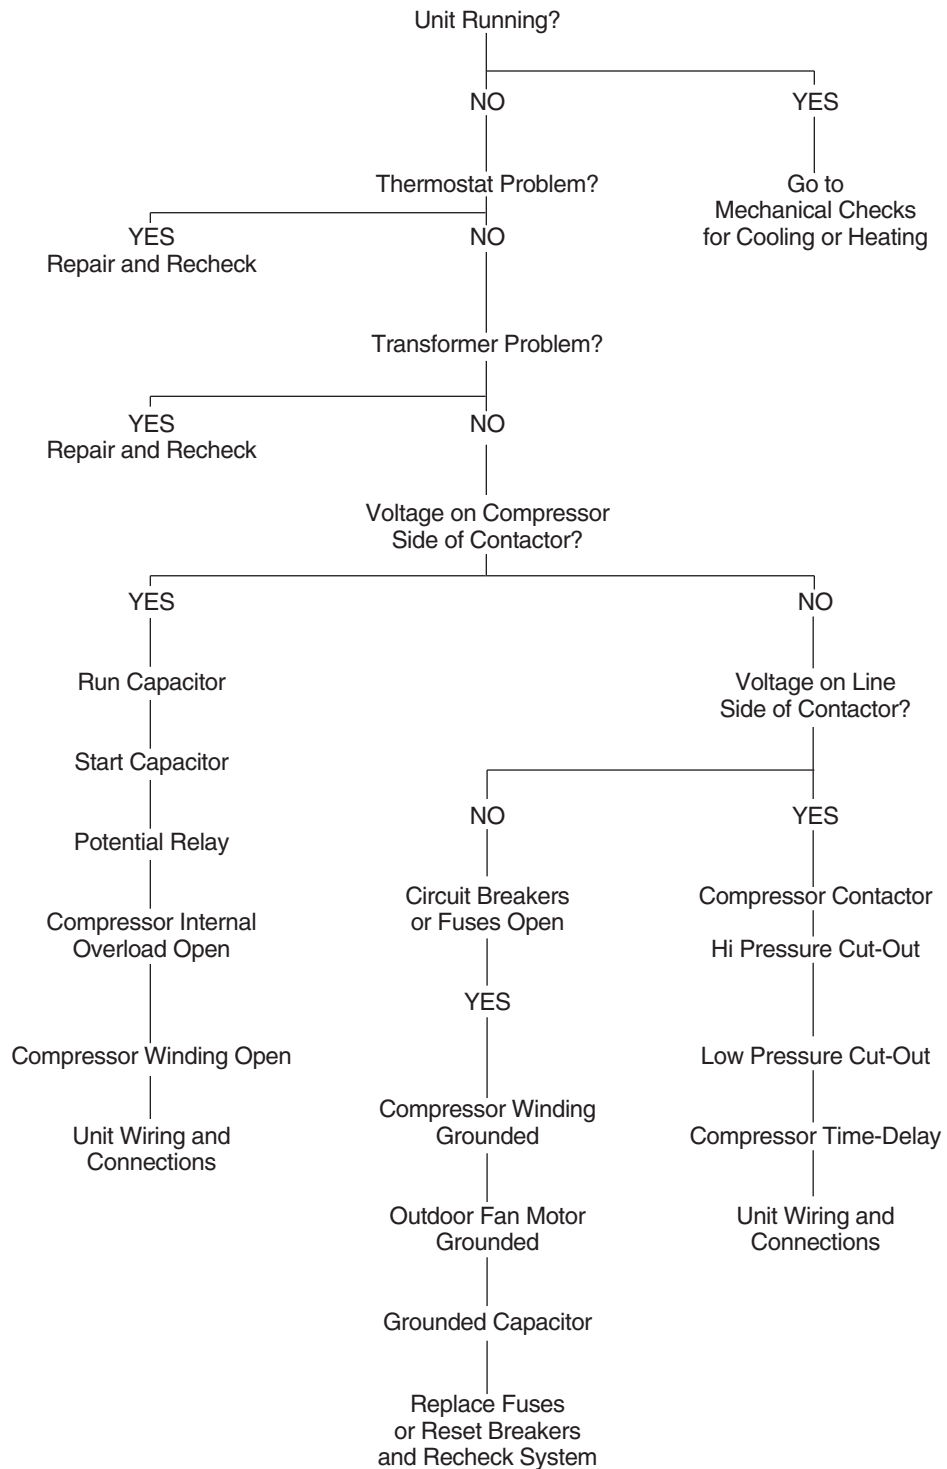 Unit Running?
NO
YES
Thermostat Problem?
Go to
Mechanical Checks
for Cooling or Heating
YES
Repair and Recheck
NO
Transformer Problem?
YES
Repair and Recheck
NO
Voltage on Compressor
Side of Contactor?
YES
NO
Run Capacitor
Start Capacitor
Potential Relay
Compressor Internal
Overload Open
Compressor Winding Open
Unit Wiring and
Connections
Voltage on Line
Side of Contactor?
NO
YES
Circuit Breakers
or Fuses Open
YES
Compressor Winding
Grounded
Outdoor Fan Motor
Grounded
Grounded Capacitor
Replace Fuses
or Reset Breakers
and Recheck System
Compressor Contactor
Hi Pressure Cut-Out
Low Pressure Cut-Out
Compressor Time-Delay
Unit Wiring and
Connections